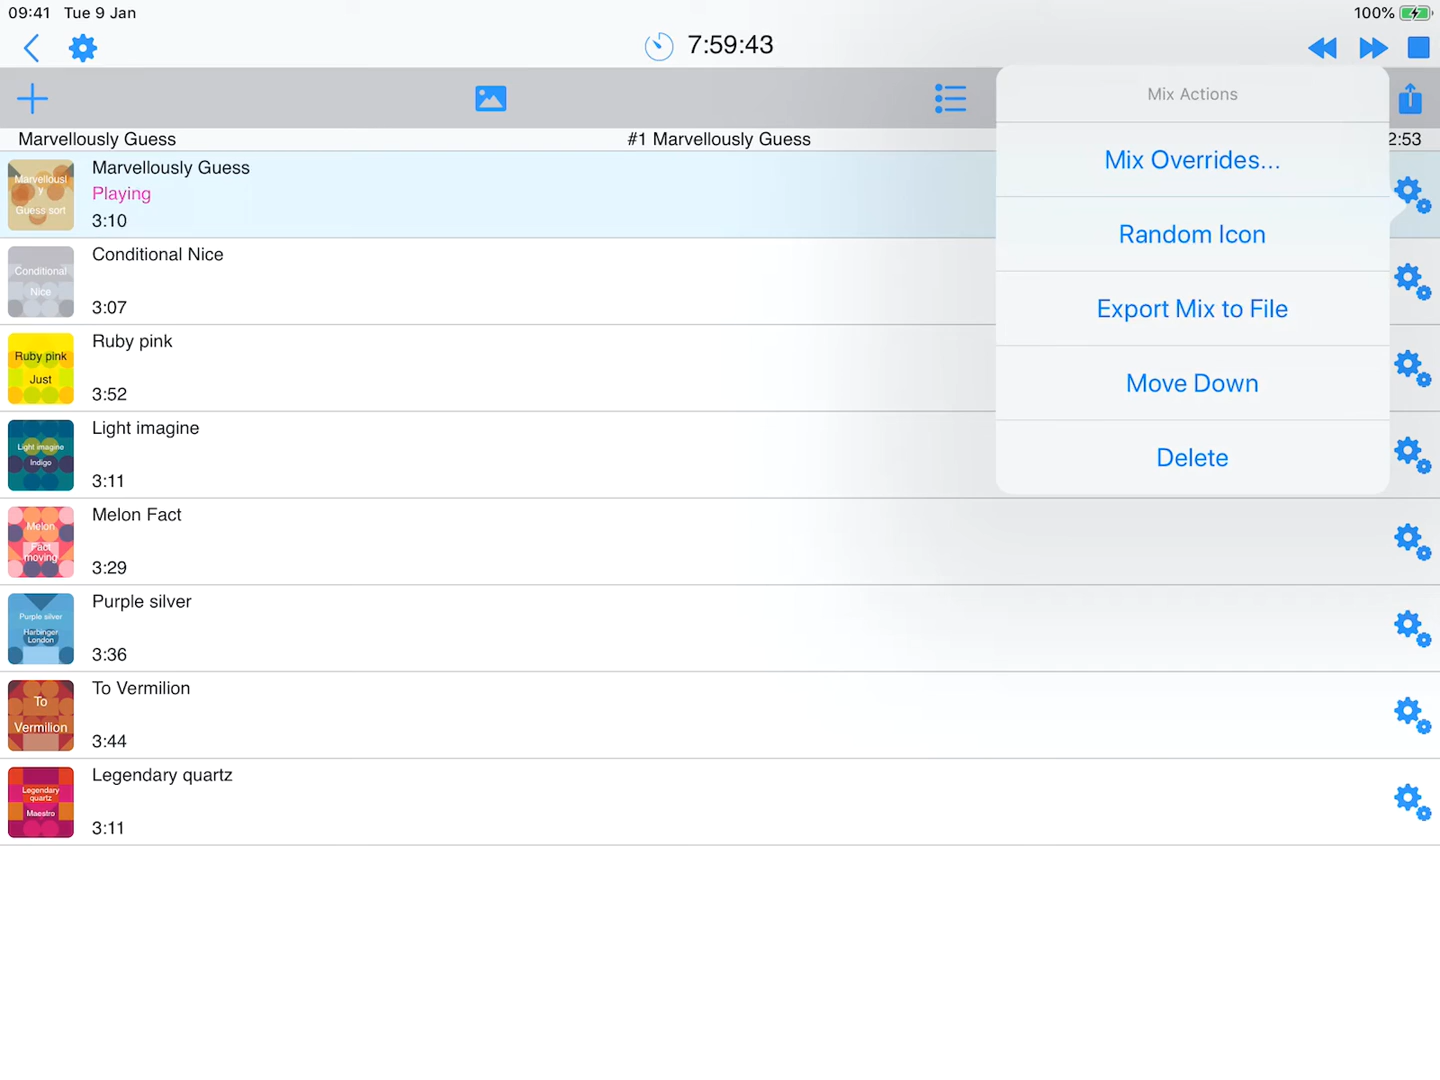 09:41 Tue 9 Jan
100%
7:59:43
Mix Actions
Marvellously Guess
#1 Marvellously Guess
2:53
Mix Overrides...
Random Icon
Export Mix to File
Move Down
Delete
Marvellousl
y
Guess sort
Marvellously Guess
Playing
3:10
Conditional
Nice
Conditional Nice
3:07
Ruby pink
Just
Ruby pink
3:52
Light imagine
Indigo
Light imagine
3:11
Melon
Fact
moving
Melon Fact
3:29
Purple silver
Harbinger
London
Purple silver
3:36
To
Vermilion
To Vermilion
3:44
Legendary
quartz
Maestro
Legendary quartz
3:11